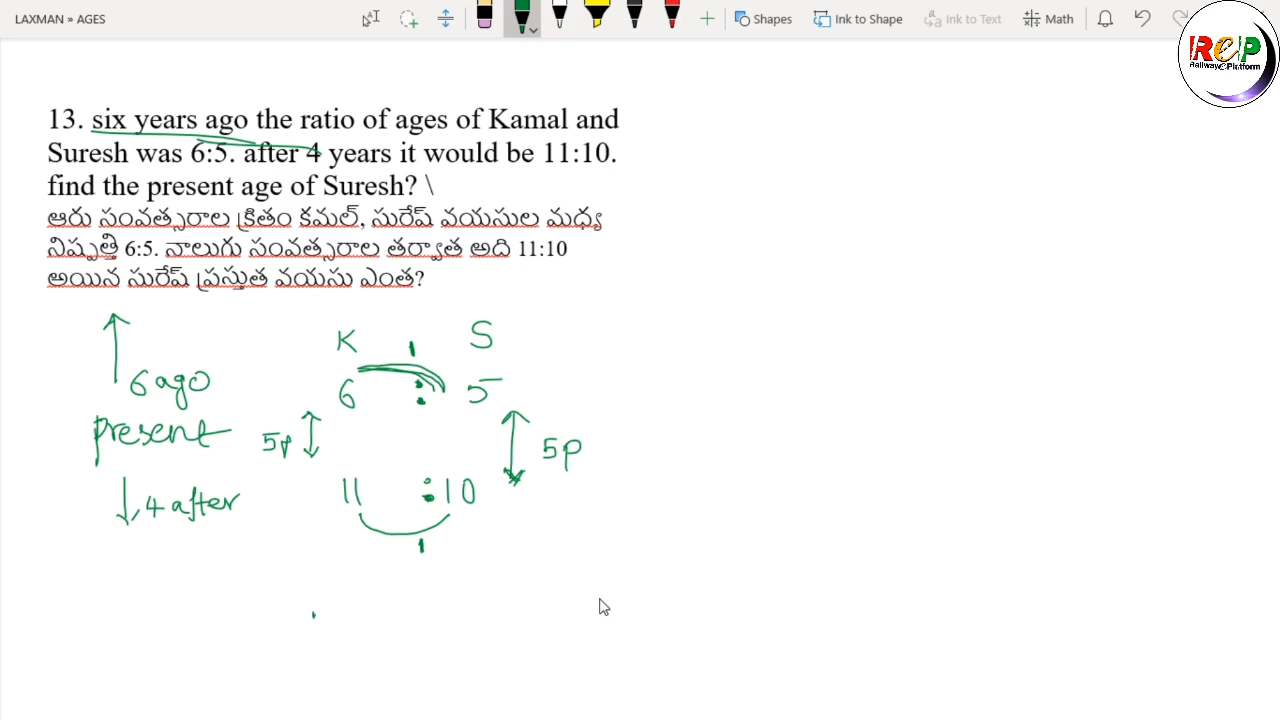 LAXMAN » AGES
Shapes Ink to Shape Ink to Text Math
RCP
Railway Platform
13. six years ago the ratio of ages of Kamal and
Suresh was 6:5. after 4 years it would be 11:10.
find the present age of Suresh? \
ఆరు సంవత్సరాల క్రితం కమల్, సురేష్ వయసుల మధ్య
నిష్పత్తి 6:5. నాలుగు సంవత్సరాల తర్వాత అది 11:10
అయిన సురేష్ ప్రస్తుత వయసు ఎంత?
K S
1
6 ago 6 : 5
present 5p 5p
4 after 11 : 10
1